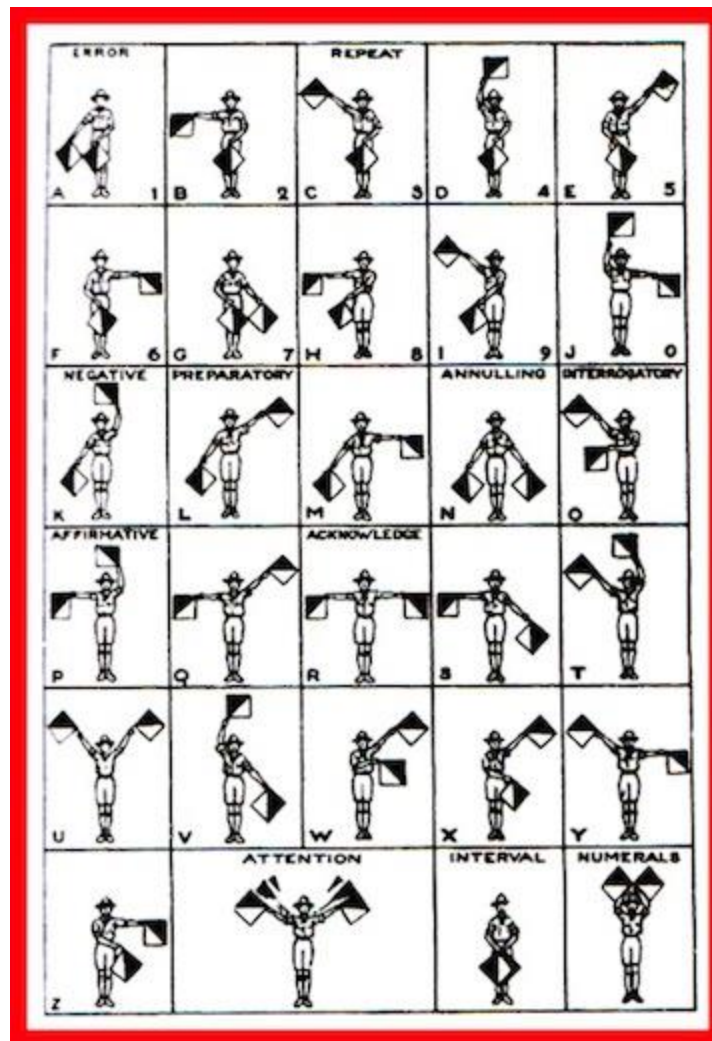 ERROR REPEAT
A 1 B 2 C 3 D 4 E 5
F 6 G 7 H 8 I 9 J 0
NEGATIVE PREPARATORY ANNULLING INTERROGATORY
K L M N O
AFFIRMATIVE ACKNOWLEDGE
P Q R S T
U V W X Y
ATTENTION INTERVAL NUMERALS
Z